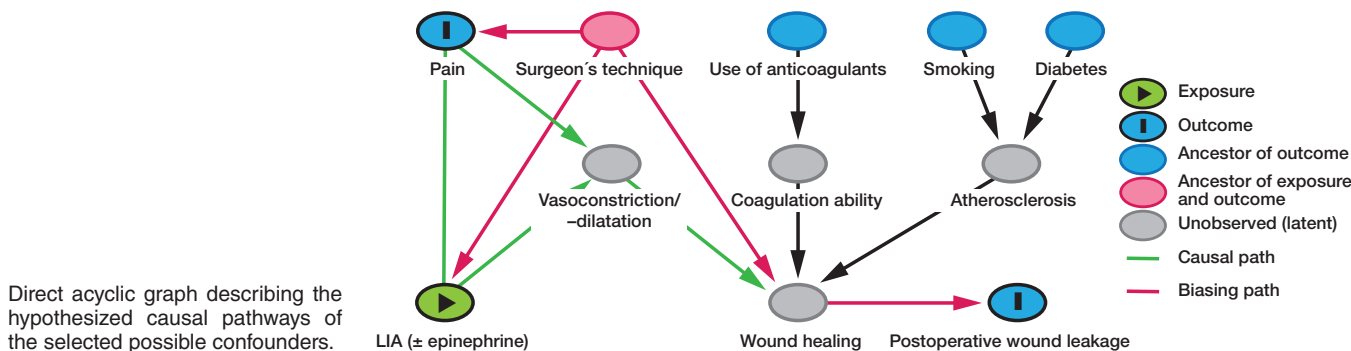 Pain
Surgeon´s technique
Use of anticoagulants
Smoking
Diabetes
Vasoconstriction/
–dilatation
Coagulation ability
Atherosclerosis
LIA (± epinephrine)
Wound healing
Postoperative wound leakage
Exposure
Outcome
Ancestor of outcome
Ancestor of exposure
and outcome
Unobserved (latent)
Causal path
Biasing path
Direct acyclic graph describing the
hypothesized causal pathways of
the selected possible confounders.